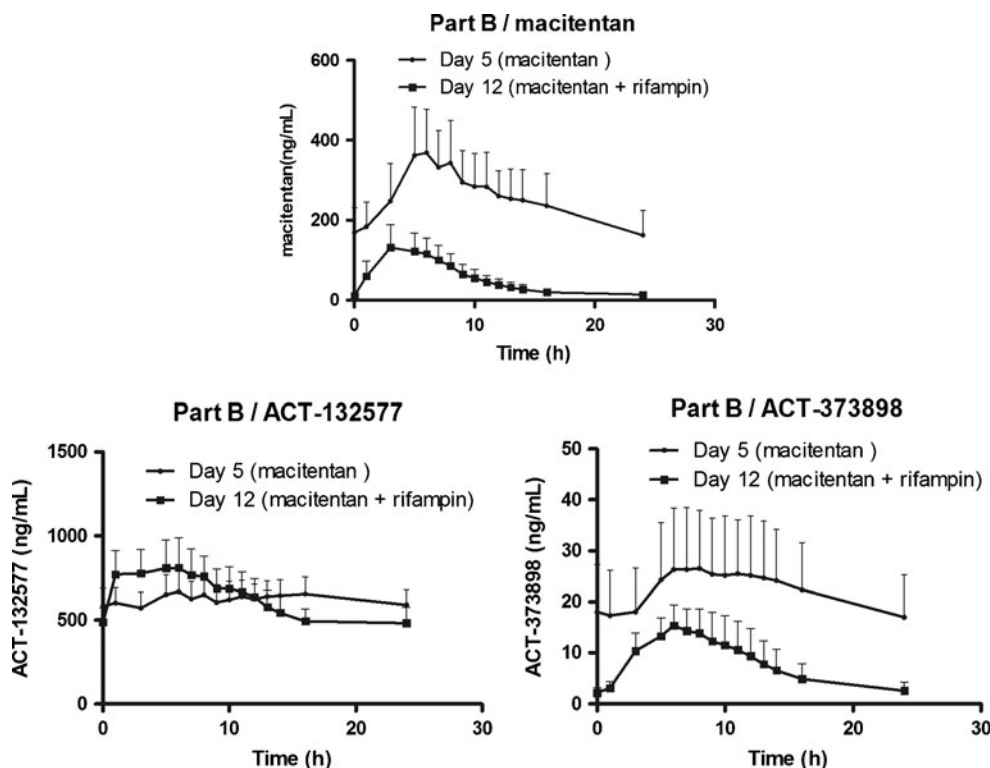 Part B / macitentan
Day 5 (macitentan )
Day 12 (macitentan + rifampin)
600
400
200
0
macitentan(ng/mL)
0 10 20 30
Time (h)
Part B / ACT-132577
Day 5 (macitentan )
Day 12 (macitentan + rifampin)
1500
1000
500
0
ACT-132577 (ng/mL)
0 10 20 30
Time (h)
Part B / ACT-373898
Day 5 (macitentan )
Day 12 (macitentan + rifampin)
50
40
30
20
10
0
ACT-373898 (ng/mL)
0 10 20 30
Time (h)